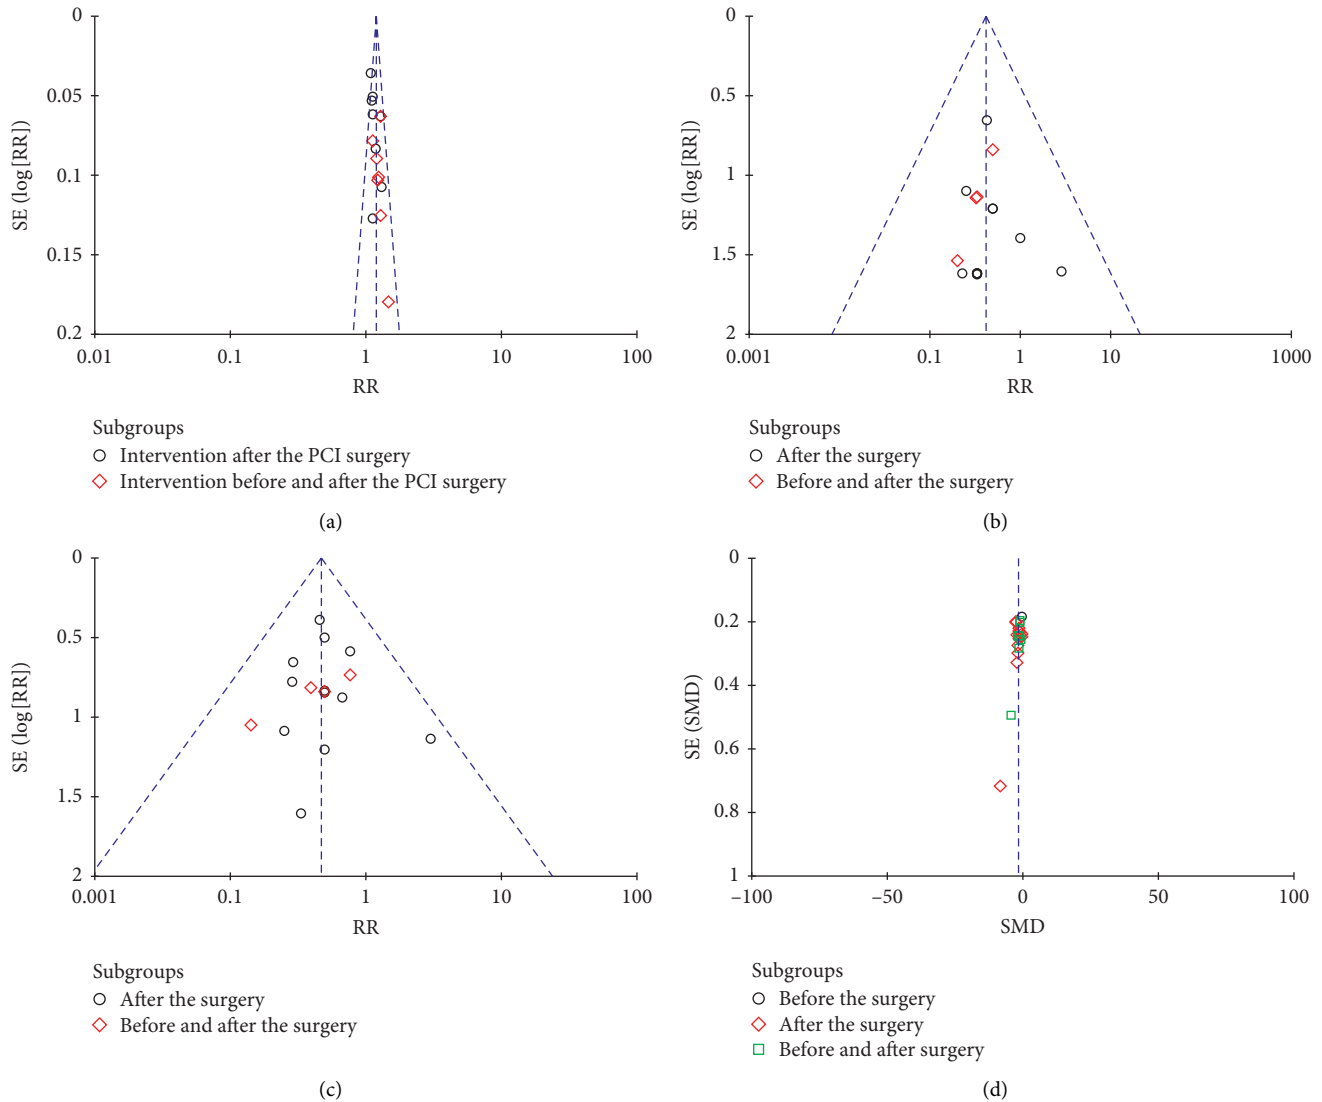 0
0.05
0.1
0.15
0.2
SE (log[RR])
0.01
0.1
1
10
100
RR
Subgroups
Intervention after the PCI surgery
Intervention before and after the PCI surgery
(a)
0
0.5
1
1.5
2
SE (log[RR])
0.001
0.1
1
10
1000
RR
Subgroups
After the surgery
Before and after the surgery
(b)
0
0.5
1
1.5
2
SE (log[RR])
0.001
0.1
1
10
100
RR
Subgroups
After the surgery
Before and after the surgery
(c)
0
0.2
0.4
0.6
0.8
1
SE (SMD)
−100
−50
0
50
100
SMD
Subgroups
Before the surgery
After the surgery
Before and after surgery
(d)